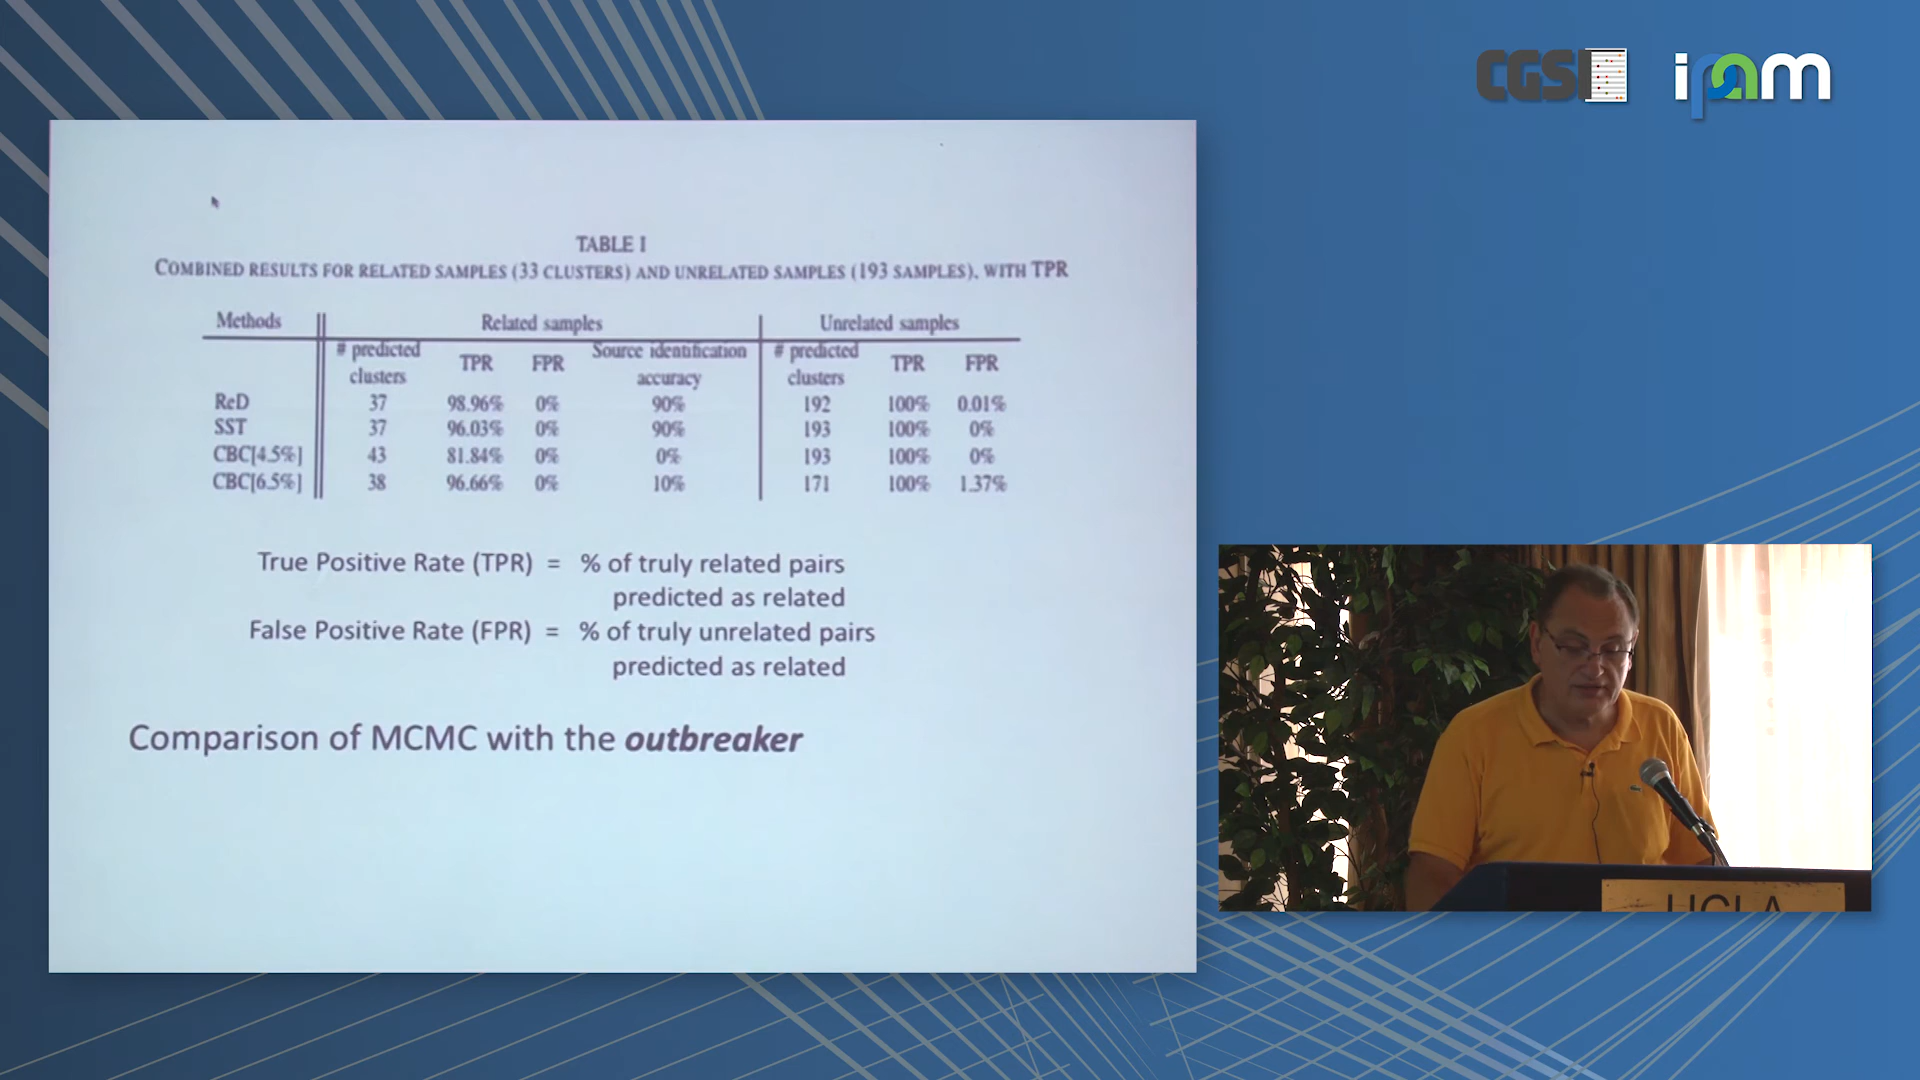 CGSI
ipam
TABLE I
COMBINED RESULTS FOR RELATED SAMPLES (33 CLUSTERS) AND UNRELATED SAMPLES (193 SAMPLES), WITH TPR
Methods Related samples Unrelated samples
# predicted clusters TPR FPR Source identification accuracy # predicted clusters TPR FPR
ReD 37 98.96% 0% 90% 192 100% 0.01%
SST 37 96.03% 0% 90% 193 100% 0%
CBC[4.5%] 43 81.84% 0% 0% 193 100% 0%
CBC[6.5%] 38 96.66% 0% 10% 171 100% 1.37%
True Positive Rate (TPR) = % of truly related pairs
predicted as related
False Positive Rate (FPR) = % of truly unrelated pairs
predicted as related
Comparison of MCMC with the outbreaker
UCLA